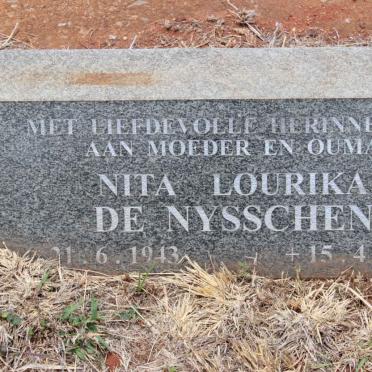 MET LIEFDEVOLLE HERINNE
AAN MOEDER EN OUMA
NITA LOURIKA
DE NYSSCHEN
21.6.1943 +15.4